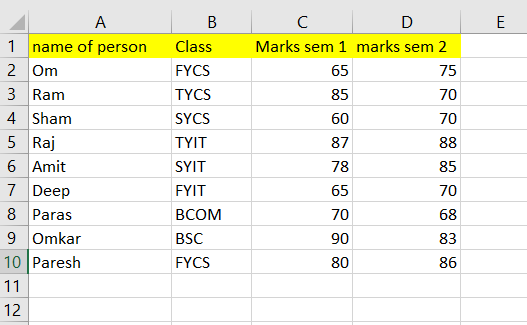 A B C D E
1 name of person Class Marks sem 1 marks sem 2
2 Om FYCS 65 75
3 Ram TYCS 85 70
4 Sham SYCS 60 70
5 Raj TYIT 87 88
6 Amit SYIT 78 85
7 Deep FYIT 65 70
8 Paras BCOM 70 68
9 Omkar BSC 90 83
10 Paresh FYCS 80 86
11
12